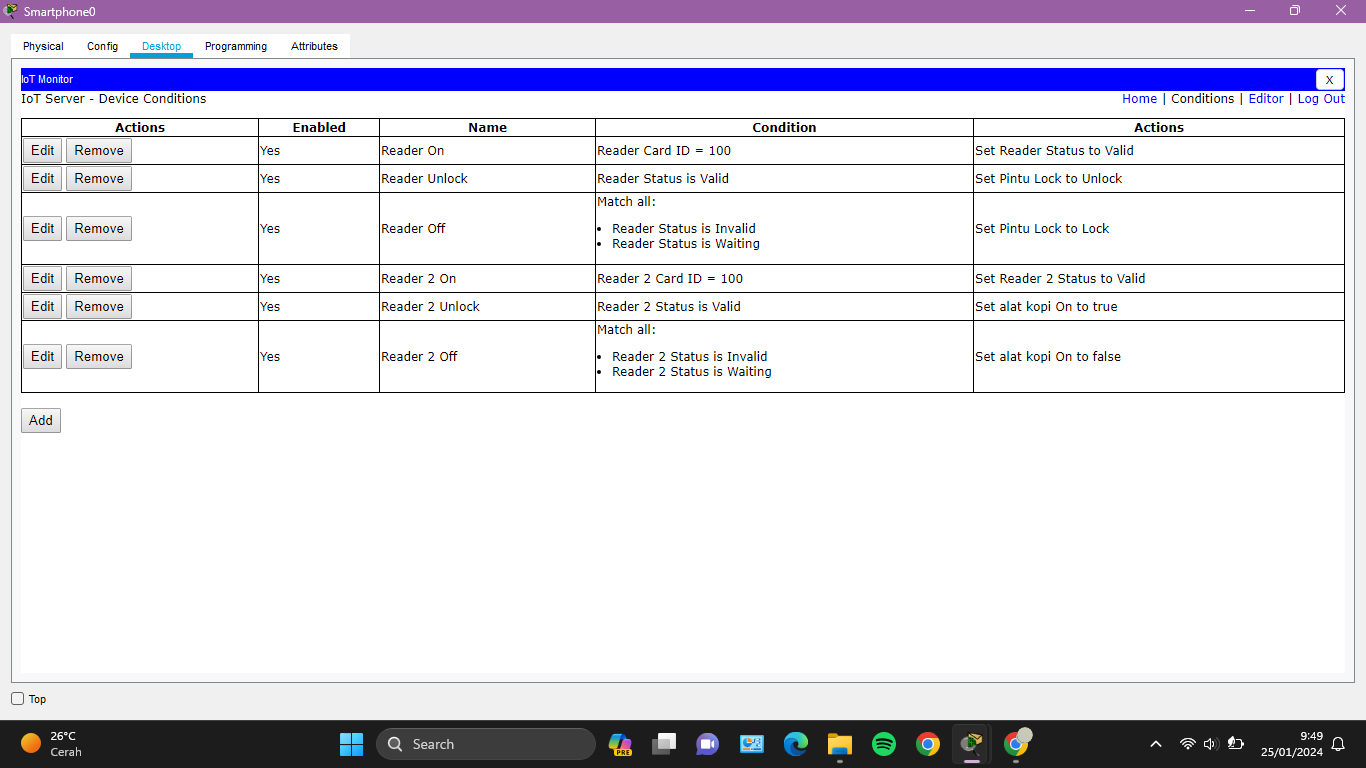 Smartphone0
Physical Config Desktop Programming Attributes
IoT Monitor X
IoT Server - Device Conditions Home | Conditions | Editor | Log Out
Actions Enabled Name Condition Actions
Edit Remove Yes Reader On Reader Card ID = 100 Set Reader Status to Valid
Edit Remove Yes Reader Unlock Reader Status is Valid Set Pintu Lock to Unlock
Match all:
Edit Remove Yes Reader Off • Reader Status is Invalid Set Pintu Lock to Lock
• Reader Status is Waiting
Edit Remove Yes Reader 2 On Reader 2 Card ID = 100 Set Reader 2 Status to Valid
Edit Remove Yes Reader 2 Unlock Reader 2 Status is Valid Set alat kopi On to true
Match all:
Edit Remove Yes Reader 2 Off • Reader 2 Status is Invalid Set alat kopi On to false
• Reader 2 Status is Waiting
Add
Top
26°C
Cerah
Search
PRE
9:49
25/01/2024